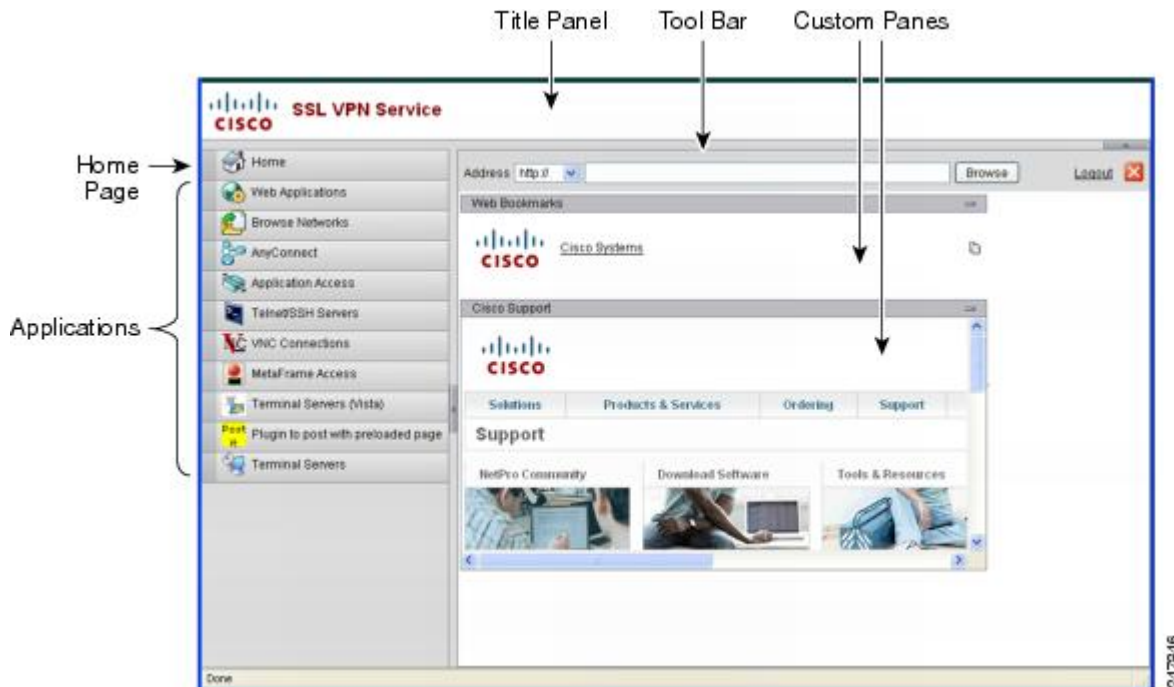 Title Panel
Tool Bar
Custom Panes
CISCO
SSL VPN Service
Home Page
Home
Applications
Web Applications
Browse Networks
AnyConnect
Application Access
Telnet/SSH Servers
VNC Connections
MetaFrame Access
Terminal Servers (Vista)
Post it
Plugin to post with preloaded page
Terminal Servers
Address http://
Browse
Logout
Web Bookmarks
CISCO
Cisco Systems
Cisco Support
CISCO
Solutions
Products & Services
Ordering
Support
Support
NetPro Community
Download Software
Tools & Resources
Done
247846